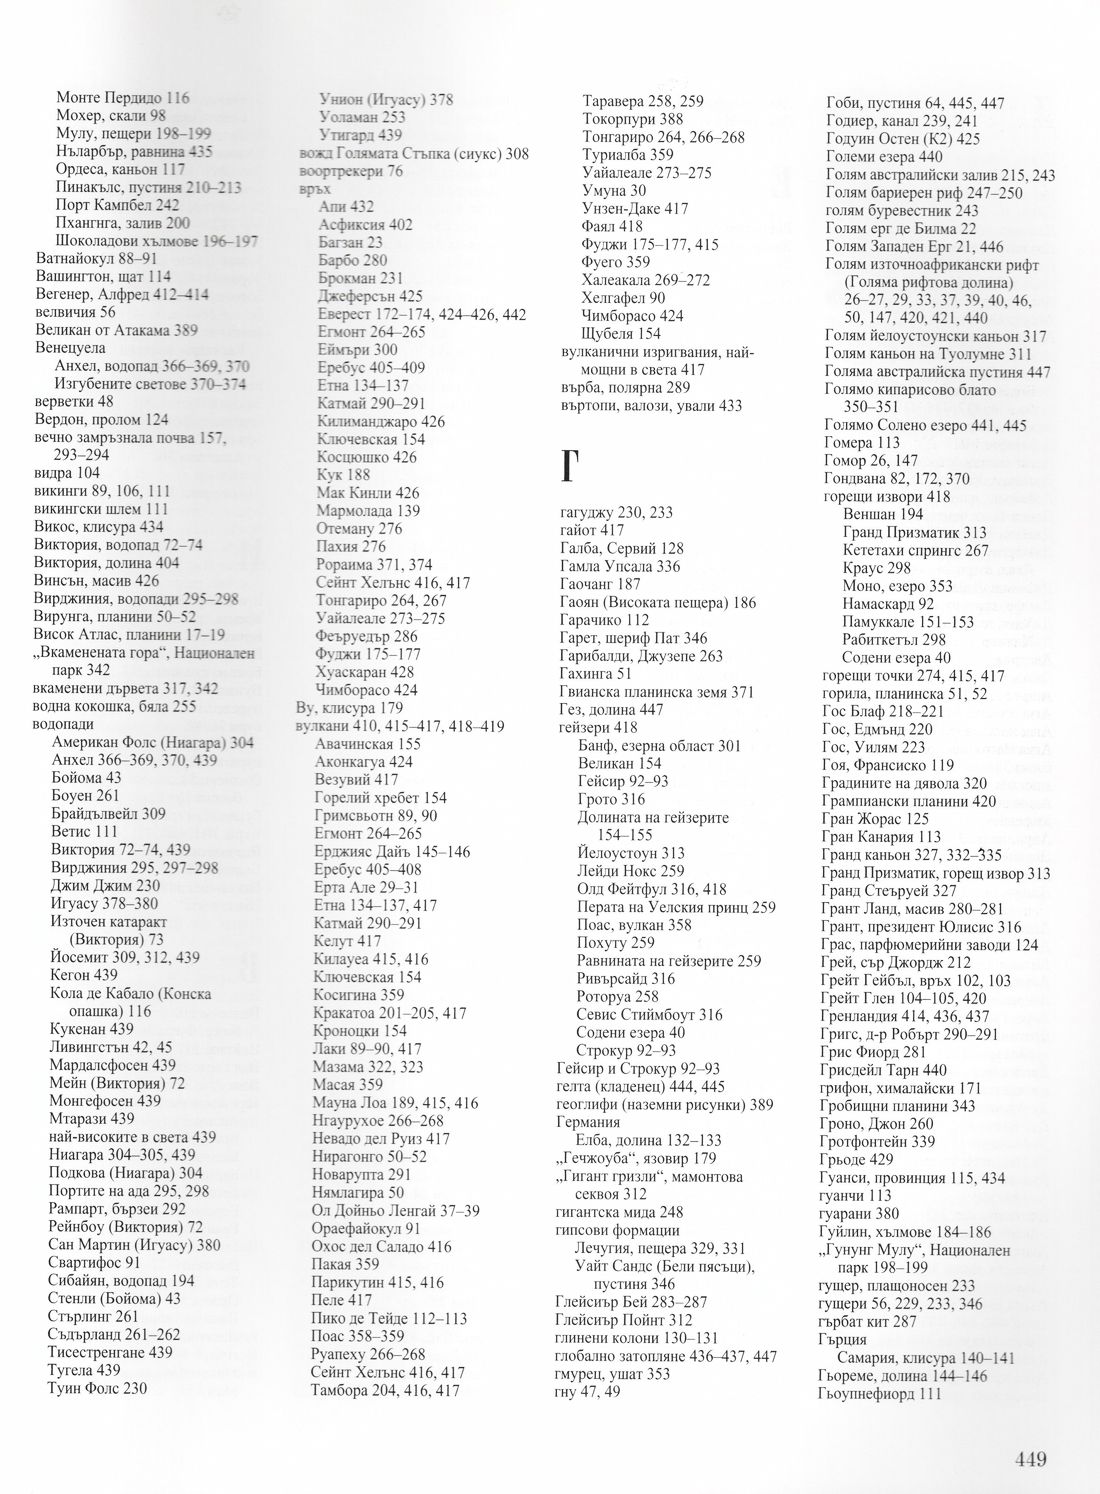 Монте Пердидо 116
Мохер, скали 98
Мулу, пещери 198–199
Нъларбър, равнина 435
Ордеса, каньон 117
Пинакълс, пустиня 210–213
Порт Кампбел 242
Пхангнга, залив 200
Шоколадови хълмове 196–197
Ватнайокул 88–91
Вашингтон, щат 114
Вегенер, Алфред 412–414
велвичия 56
Великан от Атакама 389
Венецуела
Анхел, водопад 366–369, 370
Изгубените светове 370–374
верветки 48
Вердон, пролом 124
вечно замръзнала почва 157,
293–294
видра 104
викинги 89, 106, 111
викингски шлем 111
Викос, клисура 434
Виктория, водопад 72–74
Виктория, долина 404
Винсън, масив 426
Вирджиния, водопади 295–298
Вирунга, планини 50–52
Висок Атлас, планини 17–19
„Вкаменената гора“, Национален
парк 342
вкаменени дървета 317, 342
водна кокошка, бяла 255
водопади
Американ Фолс (Ниагара) 304
Анхел 366–369, 370, 439
Бойома 43
Боуен 261
Брайдълвейл 309
Ветис 111
Виктория 72–74, 439
Вирджиния 295, 297–298
Джим Джим 230
Игуасу 378–380
Източен катаракт
(Виктория) 73
Йосемит 309, 312, 439
Кегон 439
Кола де Кабало (Конска
опашка) 116
Кукенан 439
Ливингстън 42, 45
Мардалсфосен 439
Мейн (Виктория) 72
Монгефосен 439
Мтарази 439
най-високите в света 439
Ниагара 304–305, 439
Подкова (Ниагара) 304
Портите на ада 295, 298
Рампарт, бързеи 292
Рейнбоу (Виктория) 72
Сан Мартин (Игуасу) 380
Свартифос 91
Сибайян, водопад 194
Стенли (Бойома) 43
Стърлинг 261
Съдърланд 261–262
Тисестренгане 439
Тугела 439
Туин Фолс 230
Унион (Игуасу) 378
Уоламан 253
Утигард 439
вожд Голямата Стъпка (сиукс) 308
воортрекери 76
връх
Апи 432
Асфиксия 402
Багзан 23
Барбо 280
Брокман 231
Джеферсън 425
Еверест 172–174, 424–426, 442
Егмонт 264–265
Еймъри 300
Еребус 405–409
Етна 134–137
Катмай 290–291
Килиманджаро 426
Ключевская 154
Косцюшко 426
Кук 188
Мак Кинли 426
Мармолада 139
Отеману 276
Пахия 276
Рораима 371, 374
Сейнт Хелънс 416, 417
Тонгариро 264, 267
Уайалеале 273–275
Феъруедър 286
Фуджи 175–177
Хуаскаран 428
Чимборасо 424
Ву, клисура 179
вулкани 410, 415–417, 418–419
Авачинская 155
Аконкагуа 424
Везувий 417
Горелий хребет 154
Гримсвьотн 89, 90
Егмонт 264–265
Ерджияс Дайъ 145–146
Еребус 405–408
Ерта Але 29–31
Етна 134–137, 417
Катмай 290–291
Келут 417
Килауеа 415, 416
Ключевская 154
Косигина 359
Кракатоа 201–205, 417
Кроноцки 154
Лаки 89–90, 417
Мазама 322, 323
Масая 359
Мауна Лоа 189, 415, 416
Нгаурухое 266–268
Невадо дел Руиз 417
Нирагонго 50–52
Новарупта 291
Нямлагира 50
Ол Дойньо Ленгай 37–39
Ораефайокул 91
Охос дел Саладо 416
Пакая 359
Парикутин 415, 416
Пеле 417
Пико де Тейде 112–113
Поас 358–359
Руапеху 266–268
Сейнт Хелънс 416, 417
Тамбора 204, 416, 417
Таравера 258, 259
Токорпури 388
Тонгариро 264, 266–268
Туриалба 359
Уайалеале 273–275
Умуна 30
Унзен-Даке 417
Фаял 418
Фуджи 175–177, 415
Фуего 359
Халеакала 269–272
Хелгафел 90
Чимборасо 424
Щубеля 154
вулканични изригвания, най-
мощни в света 417
върба, полярна 289
въртопи, валози, ували 433
Г
гагуджу 230, 233
гайот 417
Галба, Сервий 128
Гамла Упсала 336
Гаочанг 187
Гаоян (Високата пещера) 186
Гарачико 112
Гарет, шериф Пат 346
Гарибалди, Джузепе 263
Гахинга 51
Гвианска планинска земя 371
Гез, долина 447
гейзери 418
Банф, езерна област 301
Великан 154
Гейсир 92–93
Грото 316
Долината на гейзерите
154–155
Йелоустоун 313
Лейди Нокс 259
Олд Фейтфул 316, 418
Перата на Уелския принц 259
Поас, вулкан 358
Похуту 259
Равнината на гейзерите 259
Ривърсайд 316
Роторуа 258
Севис Стиймбоут 316
Содени езера 40
Строкур 92–93
Гейсир и Строкур 92–93
гелта (кладенец) 444, 445
геоглифи (наземни рисунки) 389
Германия
Елба, долина 132–133
„Гечжоуба“, язовир 179
„Гигант гризли“, мамонтова
секвоя 312
гигантска мида 248
гипсови формации
Лечугия, пещера 329, 331
Уайт Сандс (Бели пясъци),
пустиня 346
Глейсиър Бей 283–287
Глейсиър Пойнт 312
глинени колони 130–131
глобално затопляне 436–437, 447
гмурец, ушат 353
гну 47, 49
Гоби, пустиня 64, 445, 447
Годиер, канал 239, 241
Годуин Остен (К2) 425
Големи езера 440
Голям австралийски залив 215, 243
Голям бариерен риф 247–250
голям буревестник 243
Голям ерг де Билма 22
Голям Западен Ерг 21, 446
Голям източноафрикански рифт
(Голяма рифтова долина)
26–27, 29, 33, 37, 39, 40, 46,
50, 147, 420, 421, 440
Голям йелоустоунски каньон 317
Голям каньон на Туолумне 311
Голяма австралийска пустиня 447
Голямо кипарисово блато
350–351
Голямо Солено езеро 441, 445
Гомера 113
Гомор 26, 147
Гондвана 82, 172, 370
горещи извори 418
Веншан 194
Гранд Призматик 313
Кететахи спрингс 267
Краус 298
Моно, езеро 353
Намаскард 92
Памуккале 151–153
Рабиткетъл 298
Содени езера 40
горещи точки 274, 415, 417
горила, планинска 51, 52
Гос Блаф 218–221
Гос, Едмънд 220
Гос, Уилям 223
Гоя, Франсиско 119
Градините на дявола 320
Грампиански планини 420
Гран Жорас 125
Гран Канария 113
Гранд каньон 327, 332–335
Гранд Призматик, горещ извор 313
Гранд Стеъруей 327
Грант Ланд, масив 280–281
Грант, президент Юлисис 316
Грас, парфюмерийни заводи 124
Грей, сър Джордж 212
Грейт Гейбъл, връх 102, 103
Грейт Глен 104–105, 420
Гренландия 414, 436, 437
Григс, д-р Робърт 290–291
Грис Фиорд 281
Грисдейл Тарн 440
грифон, хималайски 171
Гробищни планини 343
Гроно, Джон 260
Гротфонтейн 339
Грьоде 429
Гуанси, провинция 115, 434
гуанчи 113
гуарани 380
Гуйлин, хълмове 184–186
„Гунунг Мулу“, Национален
парк 198–199
гущер, плащоносен 233
гущери 56, 229, 233, 346
гърбат кит 287
Гърция
Самария, клисура 140–141
Гьореме, долина 144–146
Гьоупнефиорд 111
449